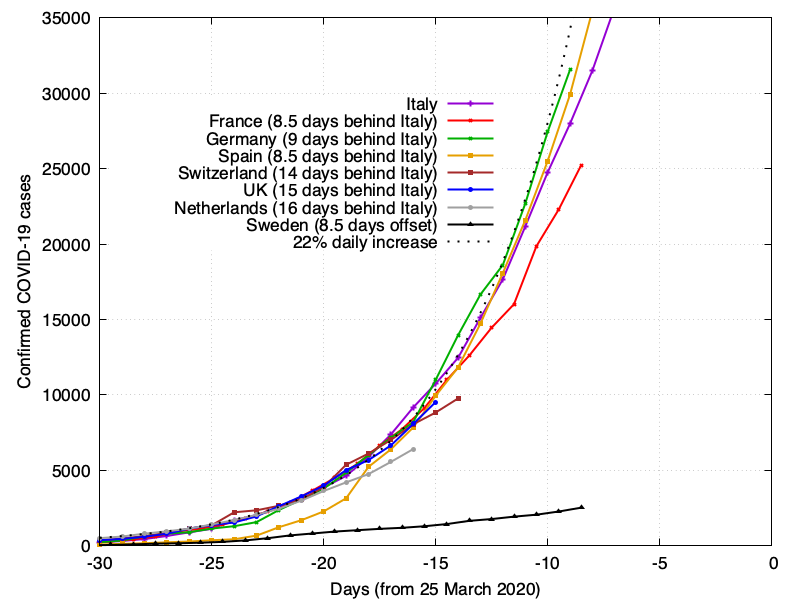 35000
30000
25000
20000
15000
10000
5000
0
Confirmed COVID-19 cases
Italy
France (8.5 days behind Italy)
Germany (9 days behind Italy)
Spain (8.5 days behind Italy)
Switzerland (14 days behind Italy)
UK (15 days behind Italy)
Netherlands (16 days behind Italy)
Sweden (8.5 days offset)
22% daily increase
-30 -25 -20 -15 -10 -5 0
Days (from 25 March 2020)